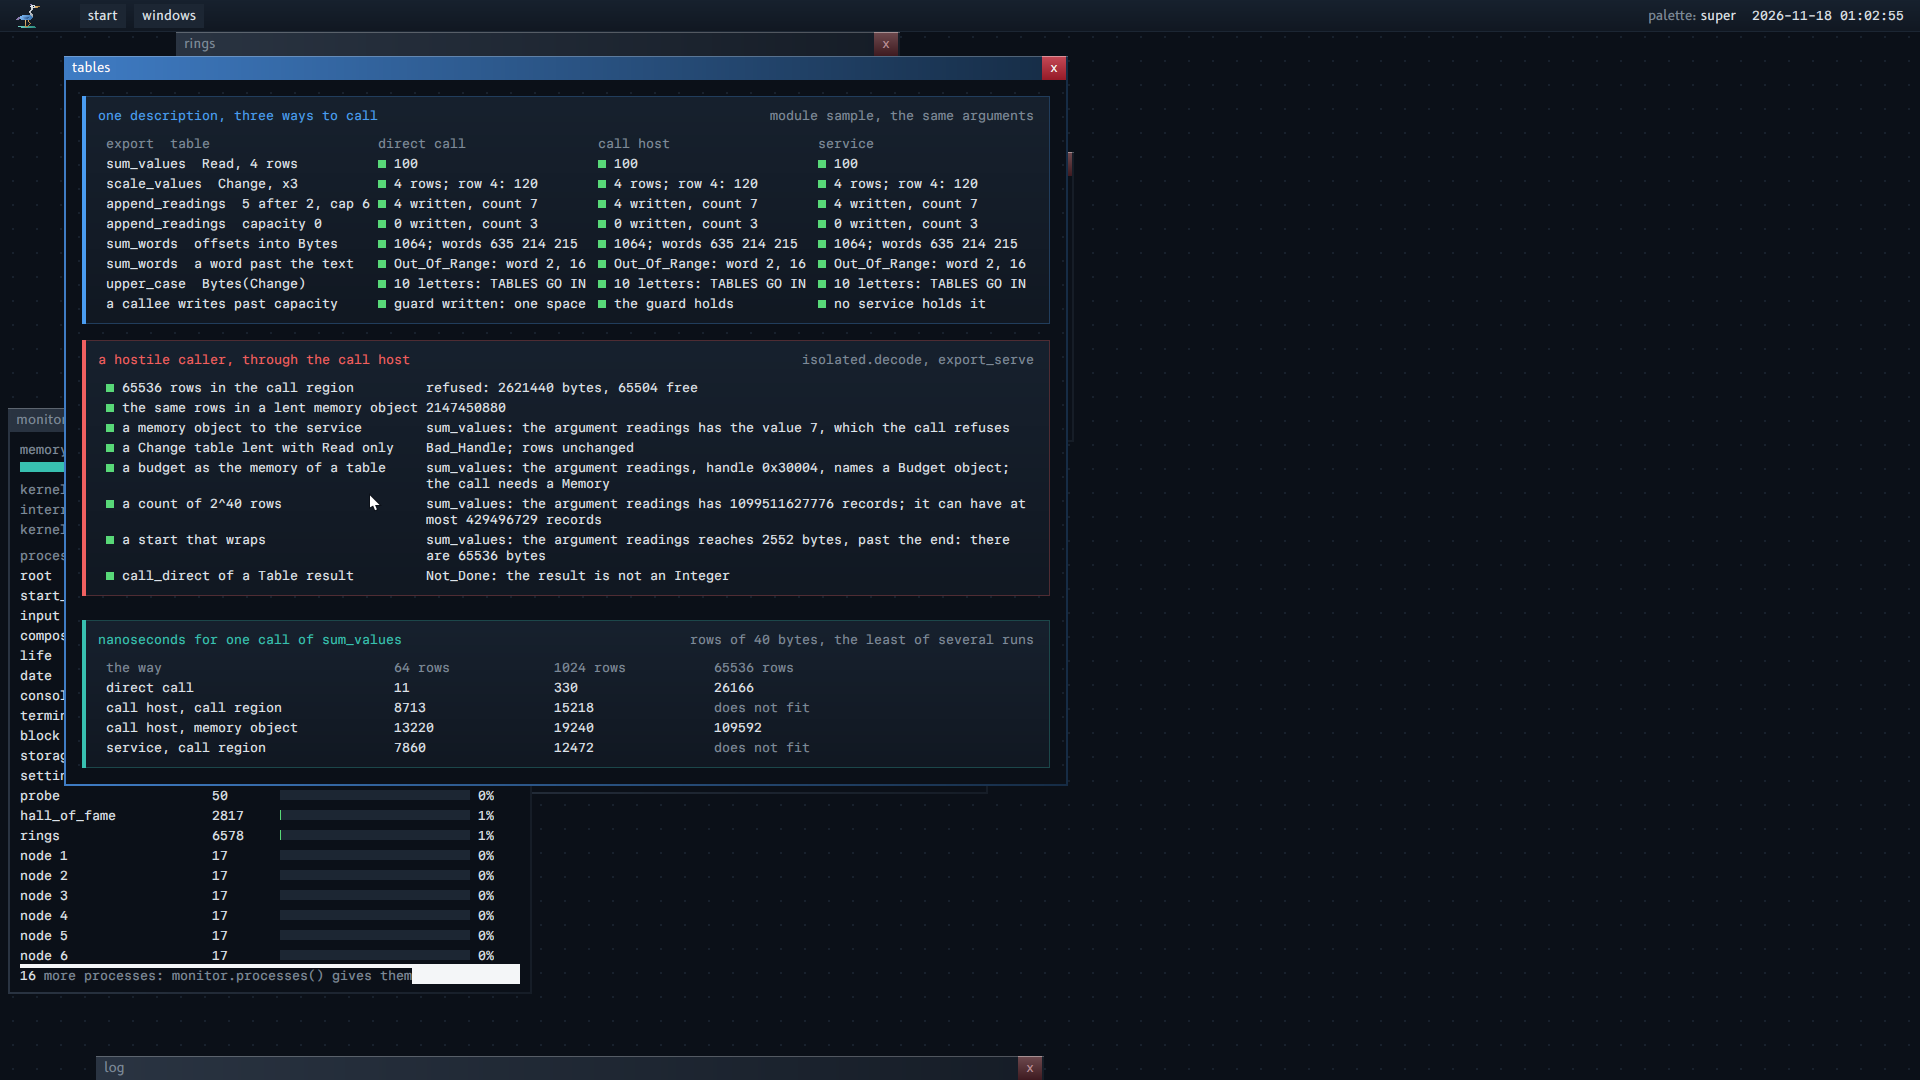 start windows palette: super 2026-11-18 01:02:55
rings x
tables x
one description, three ways to call module sample, the same arguments
export table direct call call host service
sum_values Read, 4 rows 100 100 100
scale_values Change, x3 4 rows; row 4: 120 4 rows; row 4: 120 4 rows; row 4: 120
append_readings 5 after 2, cap 6 4 written, count 7 4 written, count 7 4 written, count 7
append_readings capacity 0 0 written, count 3 0 written, count 3 0 written, count 3
sum_words offsets into Bytes 1064; words 635 214 215 1064; words 635 214 215 1064; words 635 214 215
sum_words a word past the text Out_Of_Range: word 2, 16 Out_Of_Range: word 2, 16 Out_Of_Range: word 2, 16
upper_case Bytes(Change) 10 letters: TABLES GO IN 10 letters: TABLES GO IN 10 letters: TABLES GO IN
a callee writes past capacity guard written: one space the guard holds no service holds it
a hostile caller, through the call host isolated.decode, export_serve
65536 rows in the call region refused: 2621440 bytes, 65504 free
the same rows in a lent memory object 2147450880
a memory object to the service sum_values: the argument readings has the value 7, which the call refuses
a Change table lent with Read only Bad_Handle; rows unchanged
a budget as the memory of a table sum_values: the argument readings, handle 0x30004, names a Budget object;
the call needs a Memory
a count of 2^40 rows sum_values: the argument readings has 1099511627776 records; it can have at
most 429496729 records
a start that wraps sum_values: the argument readings reaches 2552 bytes, past the end: there
are 65536 bytes
call_direct of a Table result Not_Done: the result is not an Integer
nanoseconds for one call of sum_values rows of 40 bytes, the least of several runs
the way 64 rows 1024 rows 65536 rows
direct call 11 330 26166
call host, call region 8713 15218 does not fit
call host, memory object 13220 19240 109592
service, call region 7860 12472 does not fit
monitor
memory
kernel
inter
kernel
proces
root
start_
input
compos
life
date
consol
termin
block
storag
settin
probe 50 0%
hall_of_fame 2817 1%
rings 6578 1%
node 1 17 0%
node 2 17 0%
node 3 17 0%
node 4 17 0%
node 5 17 0%
node 6 17 0%
16 more processes: monitor.processes() gives them
log x